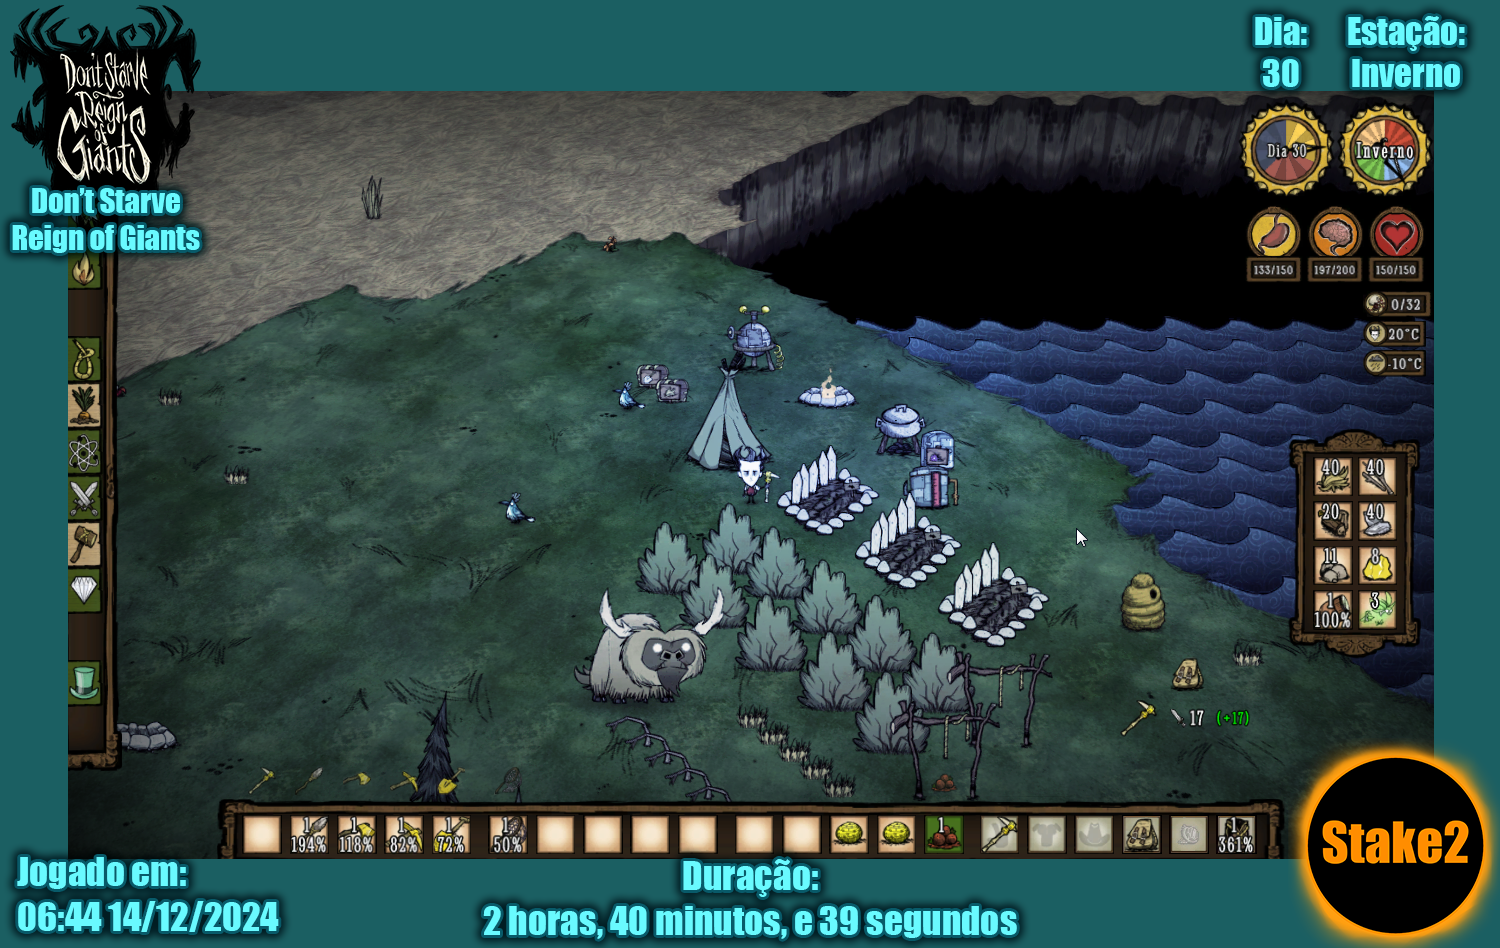 Don't Starve
Reign
of
Giants
Don't Starve
Reign of Giants
Dia:
30
Estação:
Inverno
Dia 30
Inverno
133/150
197/200
150/150
0/32
20°C
-10°C
40
40
20
40
11
8
1
100%
3
17 (+17)
1
194%
1
118%
1
82%
1
72%
1
50%
1
1
361%
Jogado em:
06:44 14/12/2024
Duração:
2 horas, 40 minutos, e 39 segundos
Stake2